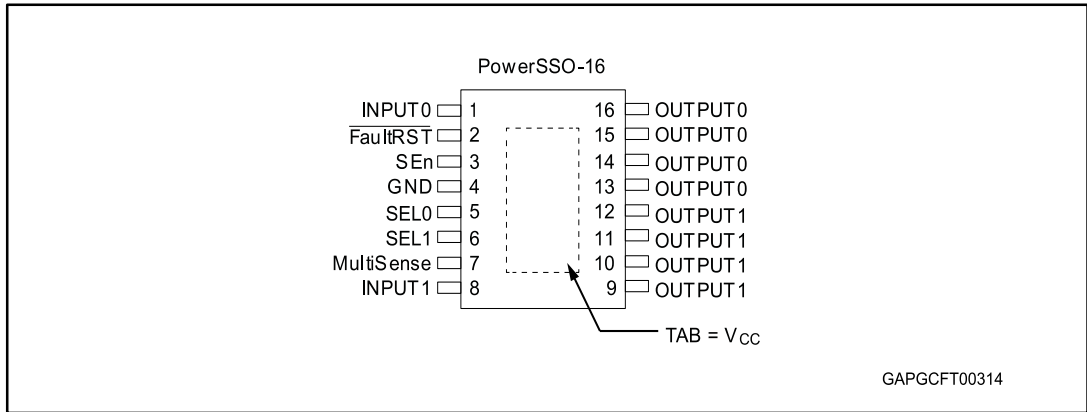 PowerSSO-16
INPUT0 1 16 OUTPUT0
FaultRST 2 15 OUTPUT0
SEn 3 14 OUTPUT0
GND 4 13 OUTPUT0
SEL0 5 12 OUTPUT1
SEL1 6 11 OUTPUT1
MultiSense 7 10 OUTPUT1
INPUT1 8 9 OUTPUT1
TAB = VCC
GAPGCFT00314